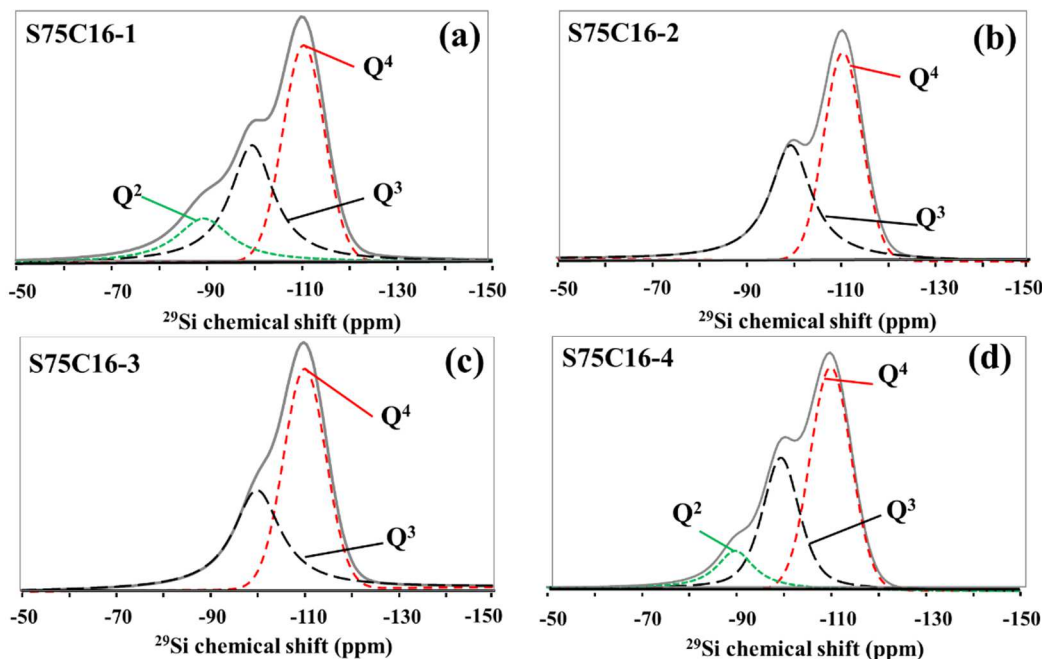 S75C16-1
(a)
Q⁴
Q²
Q³
-50 -70 -90 -110 -130 -150
²⁹Si chemical shift (ppm)
S75C16-2
(b)
Q⁴
Q³
-50 -70 -90 -110 -130 -150
²⁹Si chemical shift (ppm)
S75C16-3
(c)
Q⁴
Q³
-50 -70 -90 -110 -130 -150
²⁹Si chemical shift (ppm)
S75C16-4
(d)
Q⁴
Q²
Q³
-50 -70 -90 -110 -130 -150
²⁹Si chemical shift (ppm)